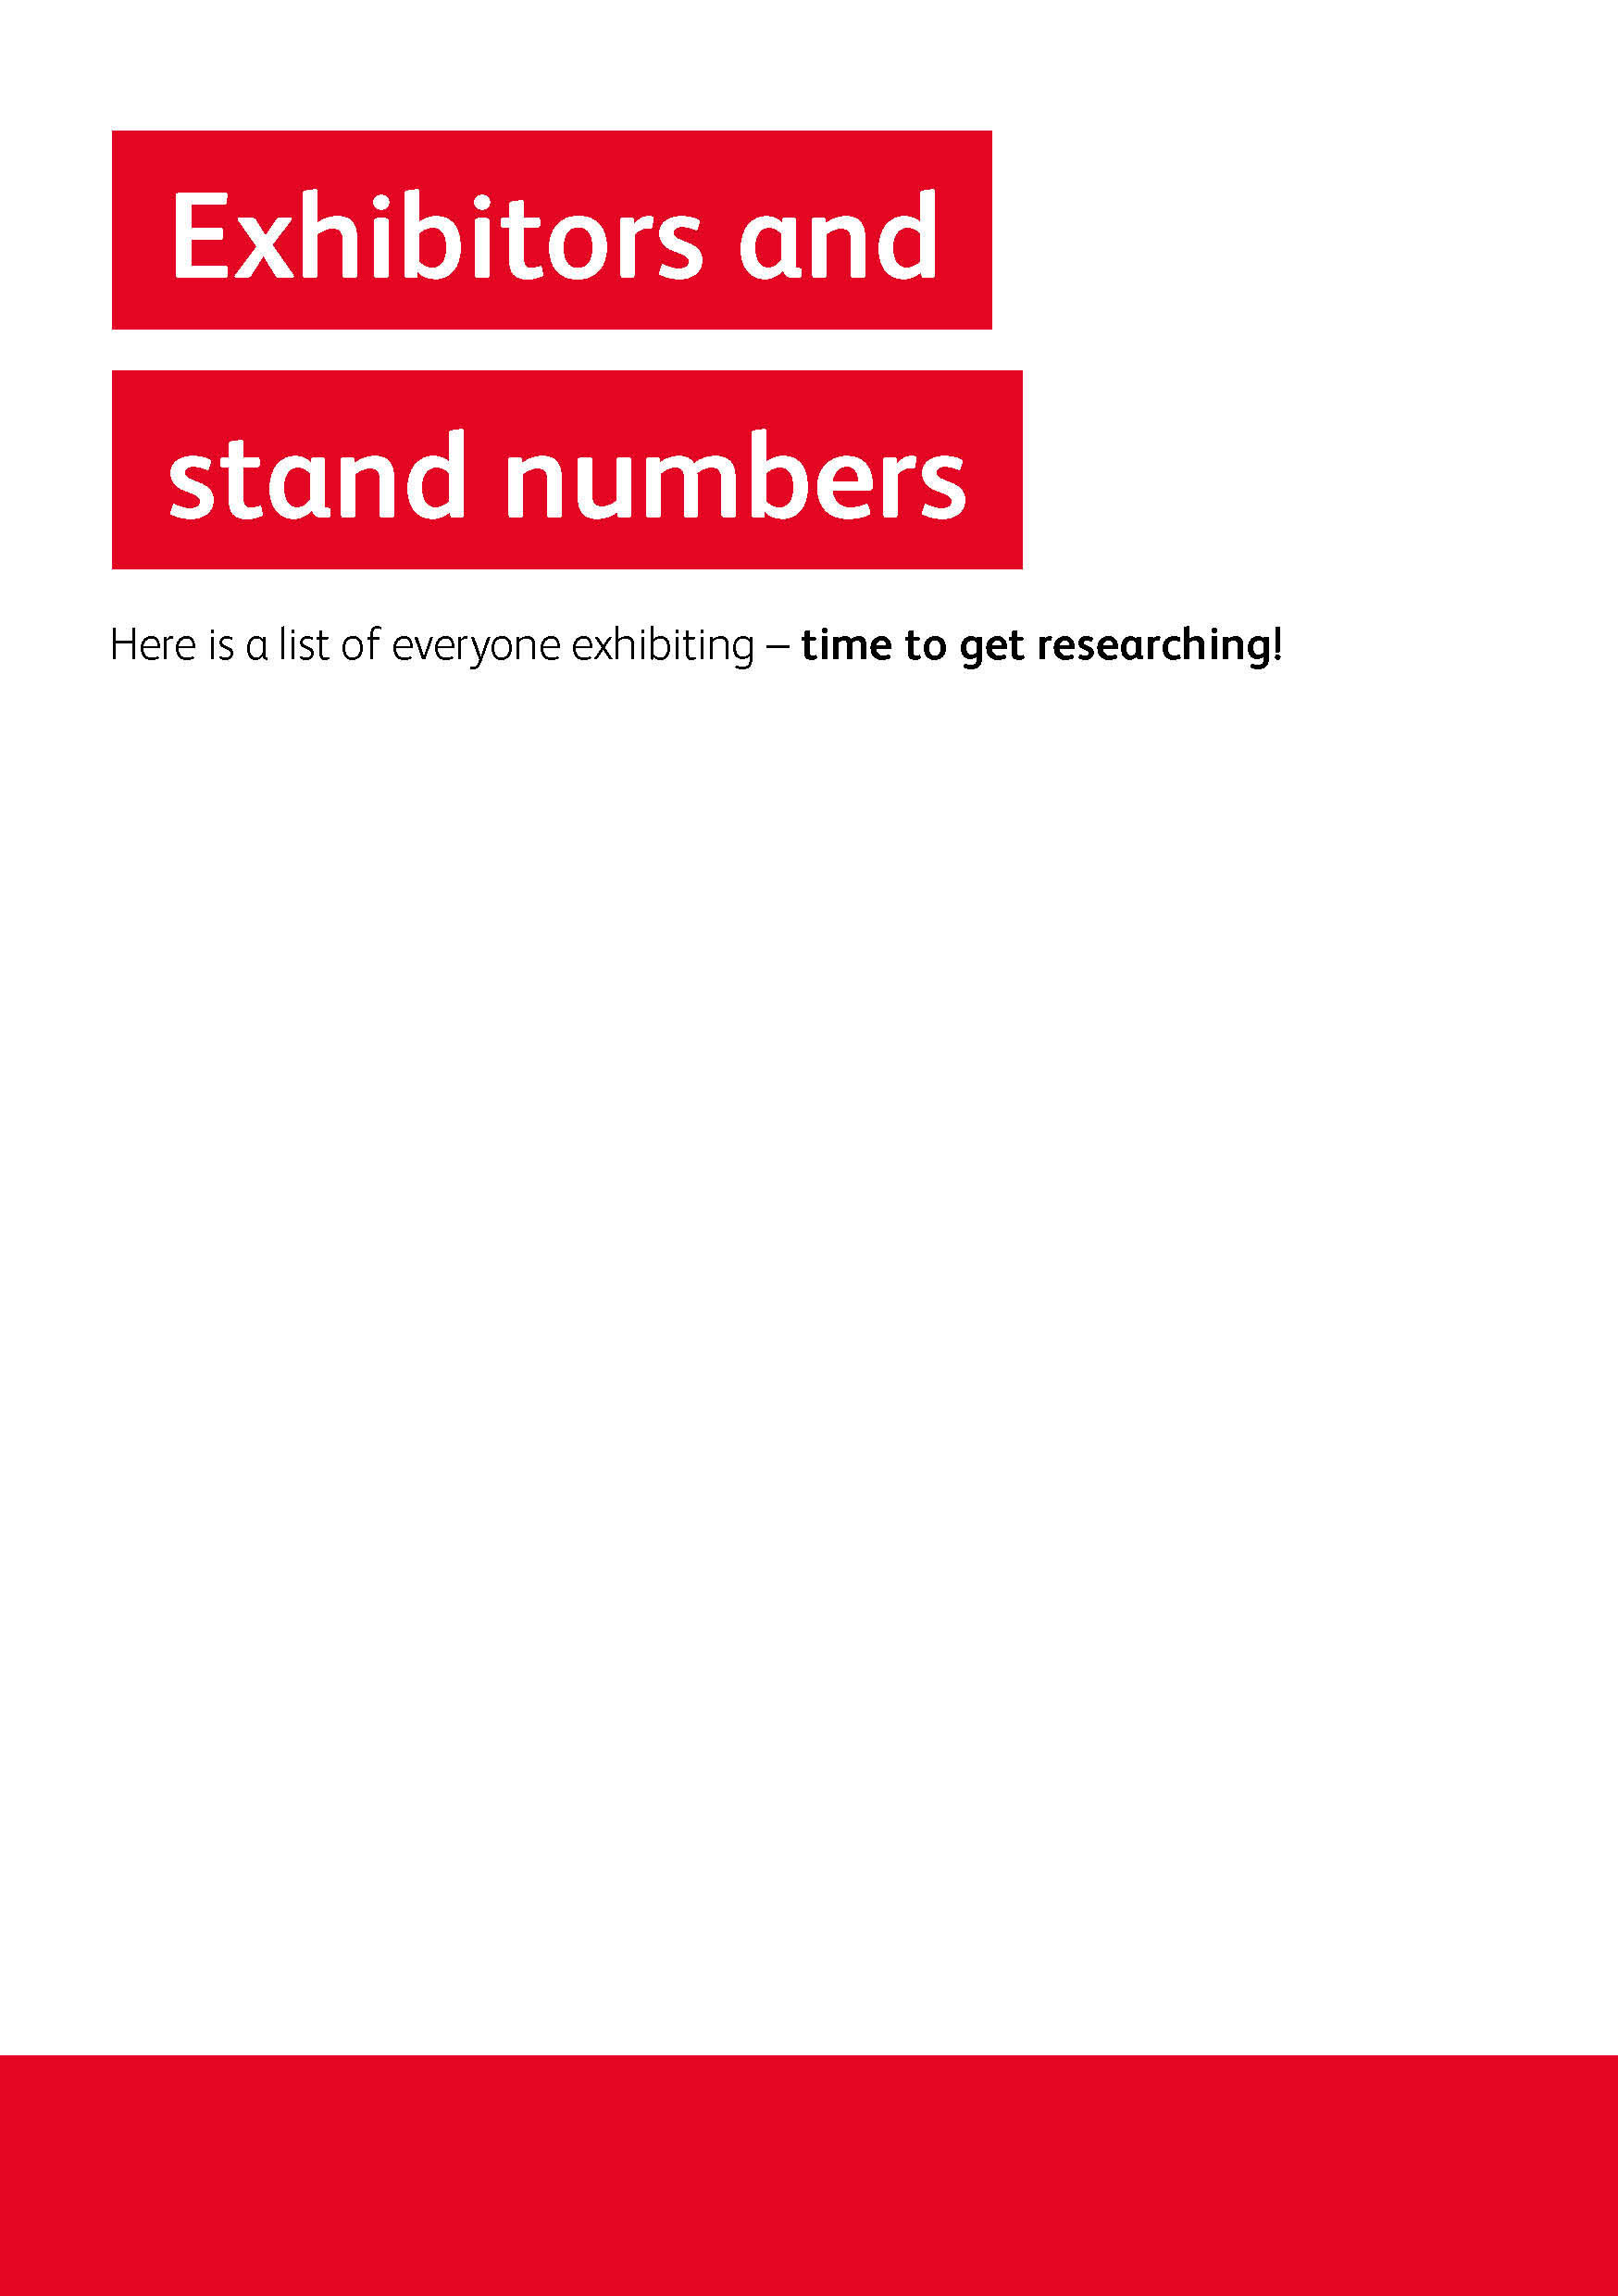 Exhibitors and
stand numbers
Here is a list of everyone exhibiting – time to get researching!